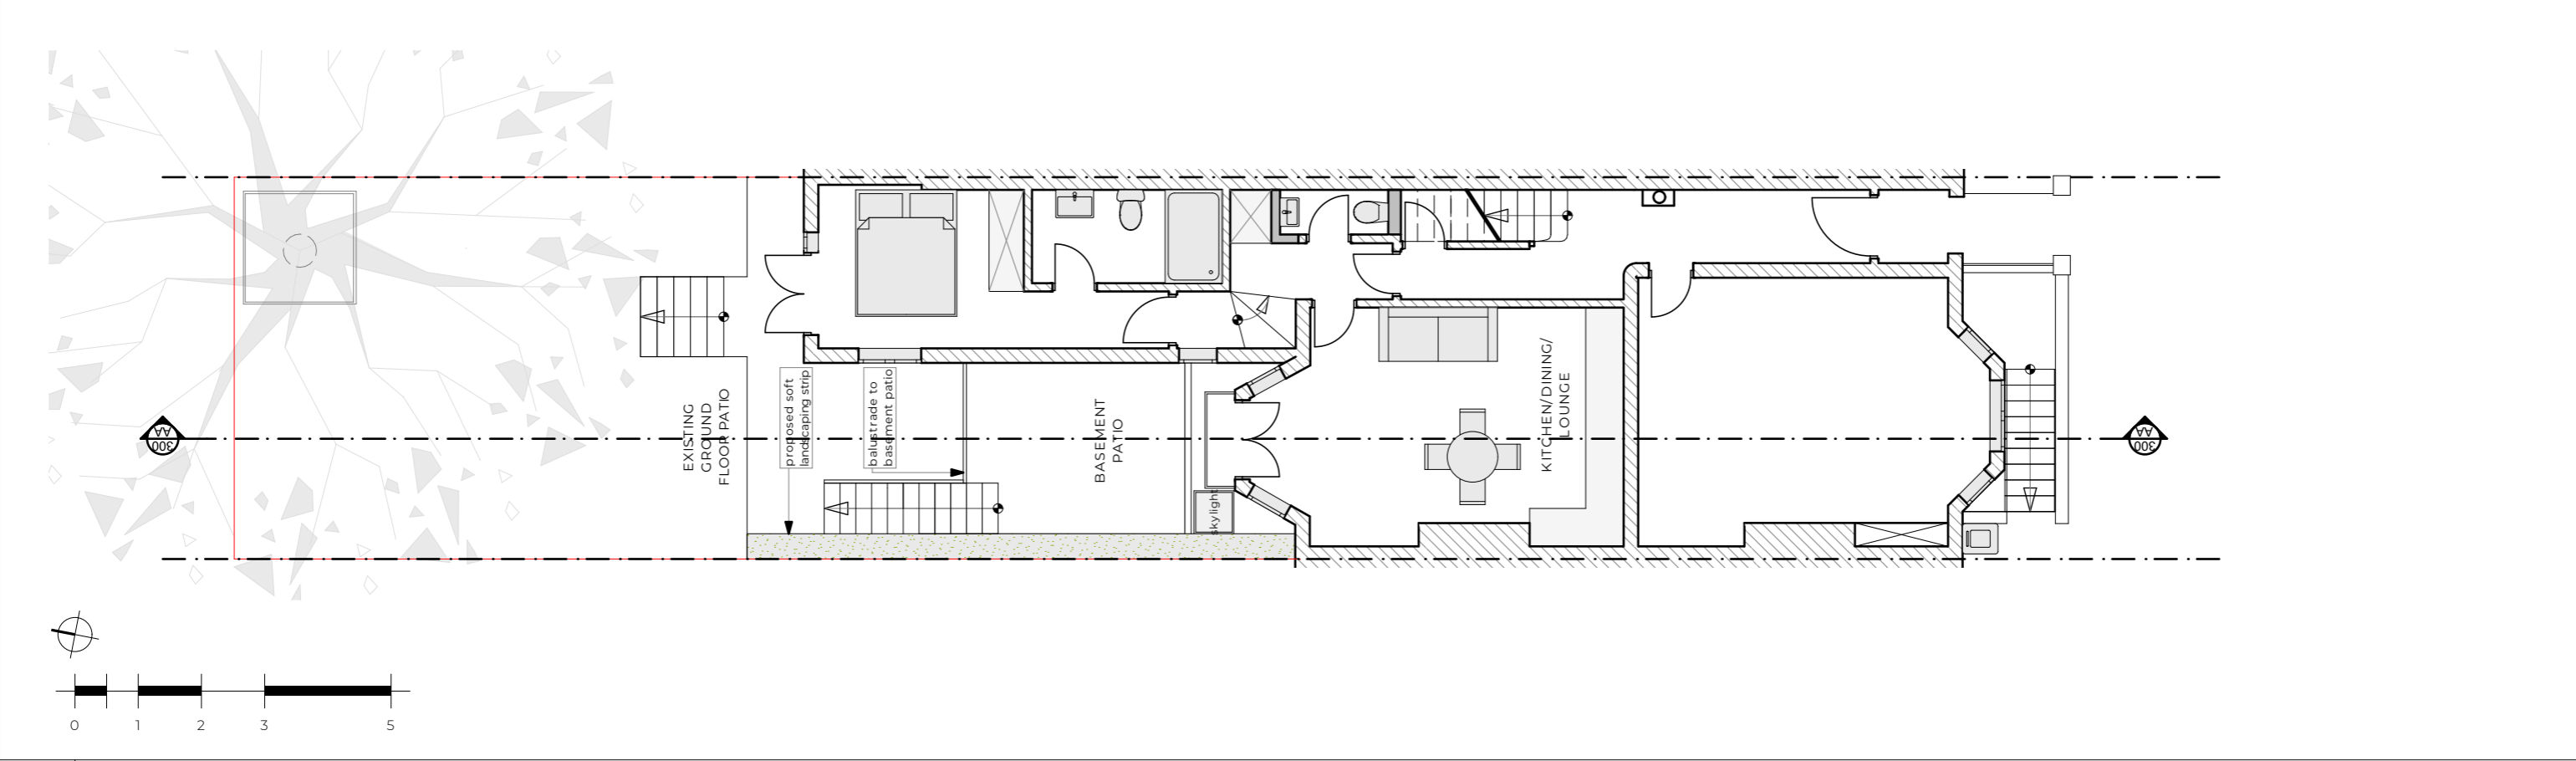 EXISTING
GROUND
FLOOR PATIO
proposed soft
landscaping strip
balustrade to
basement patio
BASEMENT
PATIO
skylight
KITCHEN/DINING/
LOUNGE
AA
300
AA
300
0 1 2 3 5